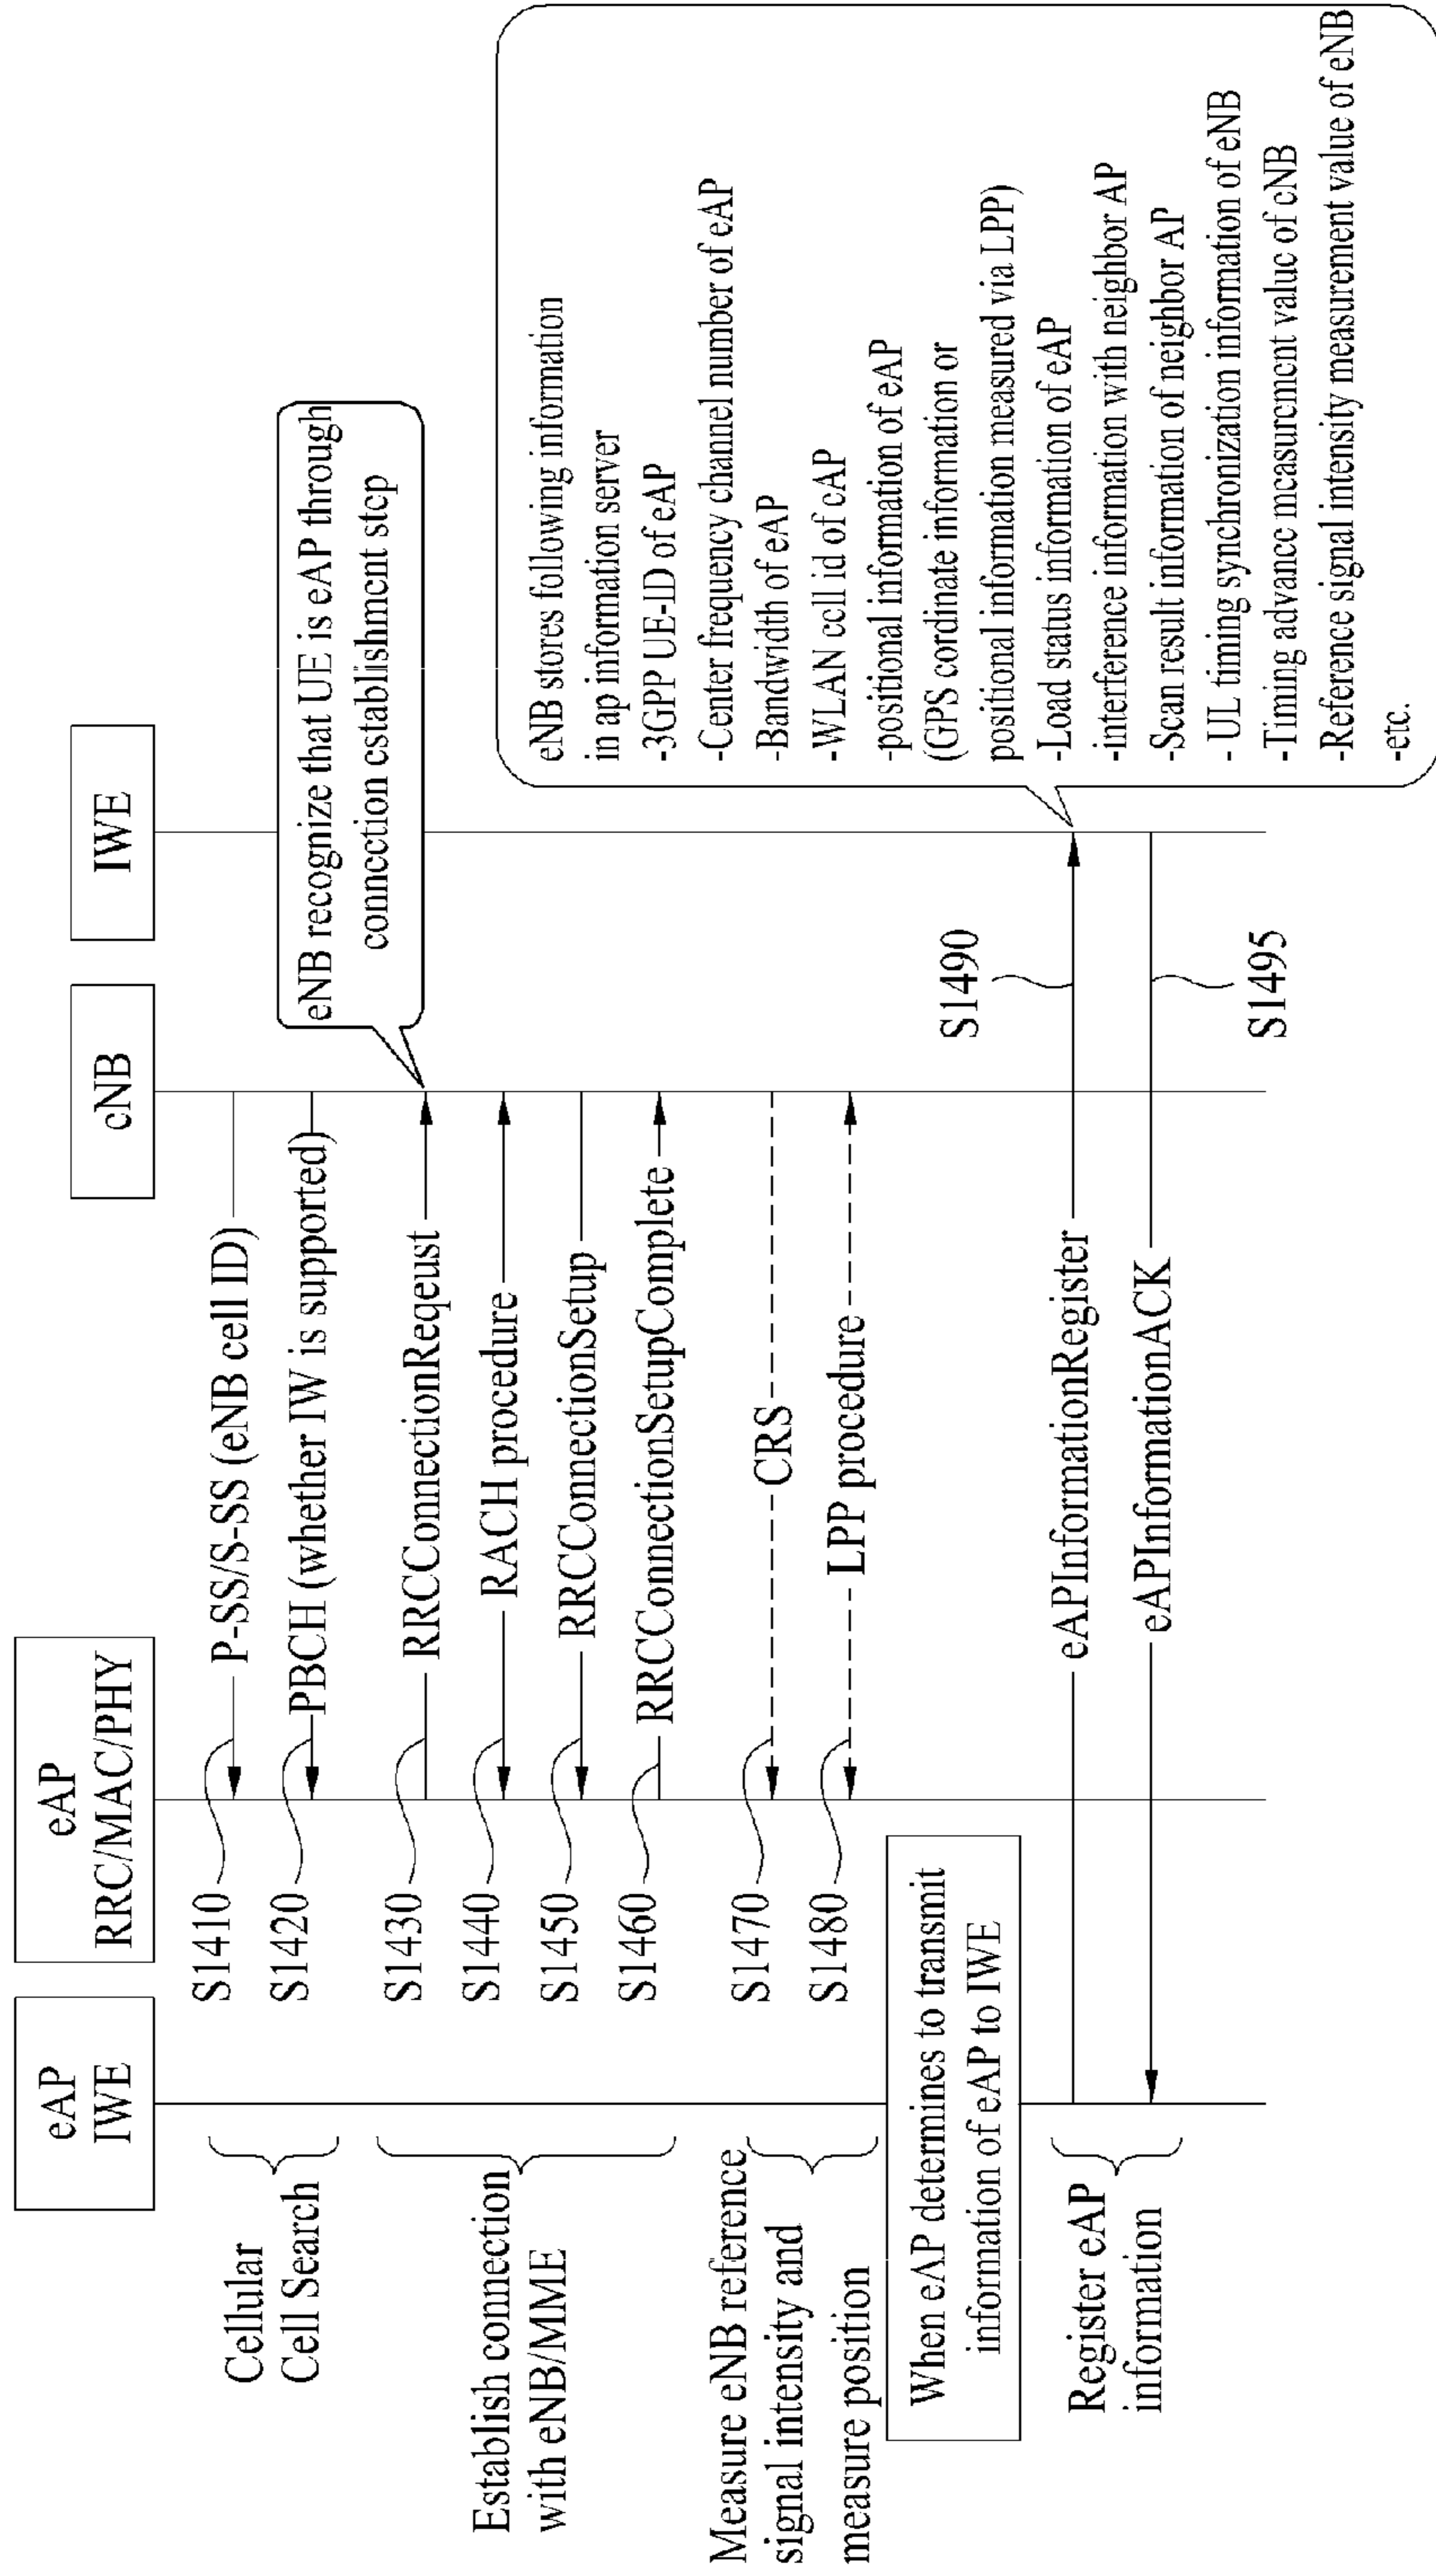 eAP
IWE
eAP
RRC/MAC/PHY
eNB
IWE
Cellular
Cell Search
S1410
P-SS/S-SS (eNB cell ID)
S1420
PBCH (whether IW is supported)
eNB recognize that UE is eAP through
connection establishment step
Establish connection
with eNB/MME
S1430
RRCConnectionReqeust
S1440
RACH procedure
S1450
RRCConnectionSetup
S1460
RRCConnectionSetupComplete
Measure eNB reference
signal intensity and
measure position
S1470
CRS
S1480
LPP procedure
When eAP determines to transmit
information of eAP to IWE
Register eAP
information
eAPInformationRegister
S1490
eAPInformationACK
S1495
eNB stores following information
in ap information server
-3GPP UE-ID of eAP
-Center frequency channel number of eAP
-Bandwidth of eAP
-WLAN cell id of eAP
-positional information of eAP
(GPS cordinate information or
positional information measured via LPP)
-Load status information of eAP
-interference information with neighbor AP
-Scan result information of neighbor AP
- UL timing synchronization information of eNB
-Timing advance measurement value of eNB
-Reference signal intensity measurement value of eNB
-etc.